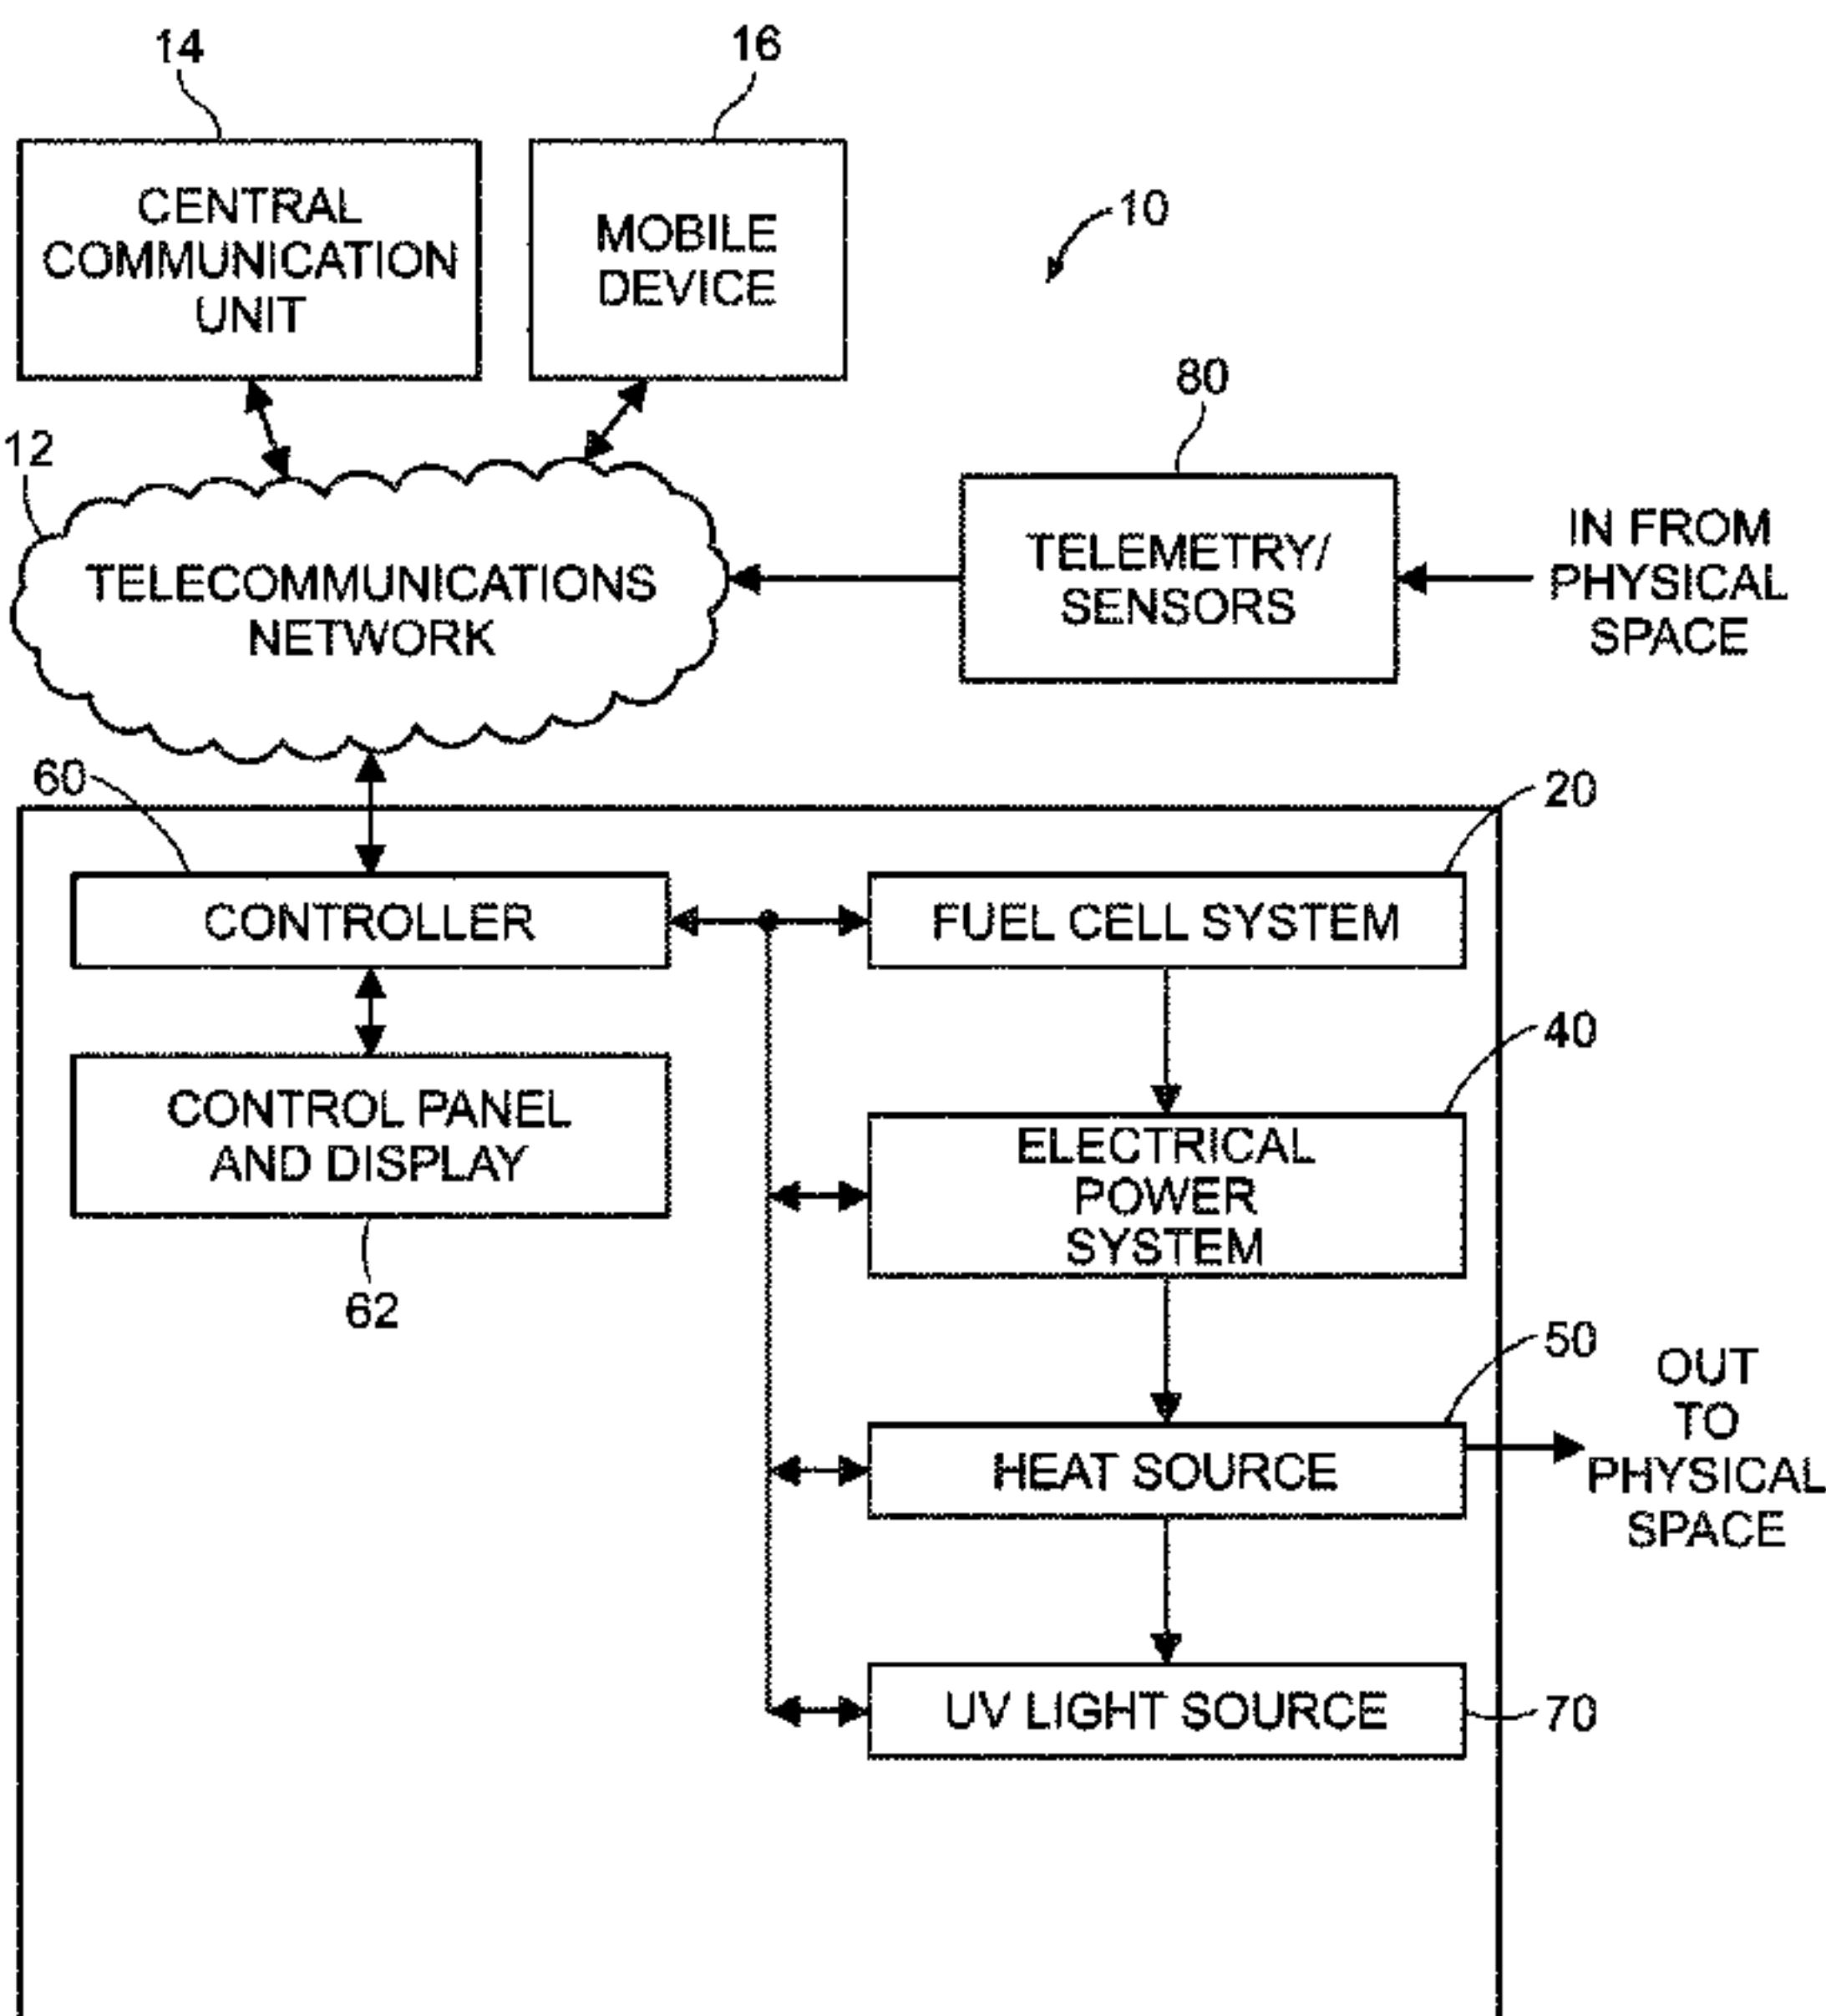 14
16
CENTRAL
COMMUNICATION
UNIT
MOBILE
DEVICE
10
80
12
TELECOMMUNICATIONS
NETWORK
TELEMETRY/
SENSORS
IN FROM
PHYSICAL
SPACE
60
20
CONTROLLER
FUEL CELL SYSTEM
40
CONTROL PANEL
AND DISPLAY
62
ELECTRICAL
POWER
SYSTEM
50
HEAT SOURCE
OUT
TO
PHYSICAL
SPACE
UV LIGHT SOURCE
70